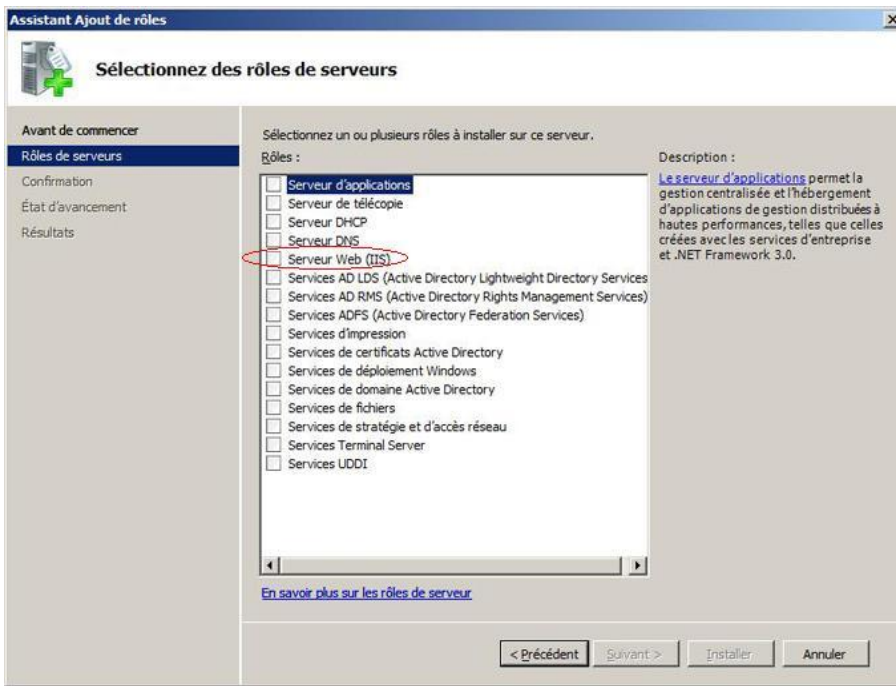 Assistant Ajout de rôles
Sélectionnez des rôles de serveurs
Avant de commencer
Rôles de serveurs
Confirmation
État d'avancement
Résultats
Sélectionnez un ou plusieurs rôles à installer sur ce serveur.
Rôles :
Serveur d'applications
Serveur de télécopie
Serveur DHCP
Serveur DNS
Serveur Web (IIS)
Services AD LDS (Active Directory Lightweight Directory Services
Services AD RMS (Active Directory Rights Management Services)
Services ADFS (Active Directory Federation Services)
Services d'impression
Services de certificats Active Directory
Services de déploiement Windows
Services de domaine Active Directory
Services de fichiers
Services de stratégie et d'accès réseau
Services Terminal Server
Services UDDI
En savoir plus sur les rôles de serveur
Description :
Le serveur d'applications permet la
gestion centralisée et l'hébergement
d'applications de gestion distribuées à
hautes performances, telles que celles
créées avec les services d'entreprise
et .NET Framework 3.0.
< Précédent
Suivant >
Installer
Annuler